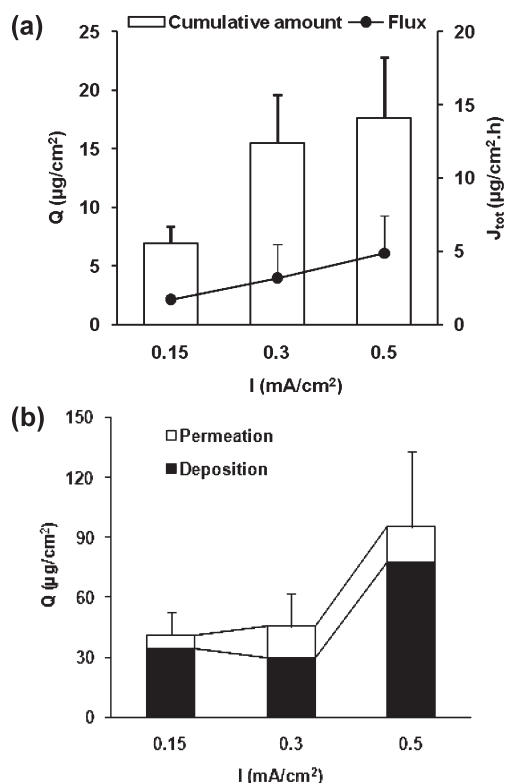 (a)
Cumulative amount Flux
25
20
15
10
5
0
Q (µg/cm²)
20
15
10
5
0
J_tot (µg/cm².h)
0.15 0.3 0.5
I (mA/cm²)
(b)
Permeation
Deposition
150
120
90
60
30
0
Q (µg/cm²)
0.15 0.3 0.5
I (mA/cm²)